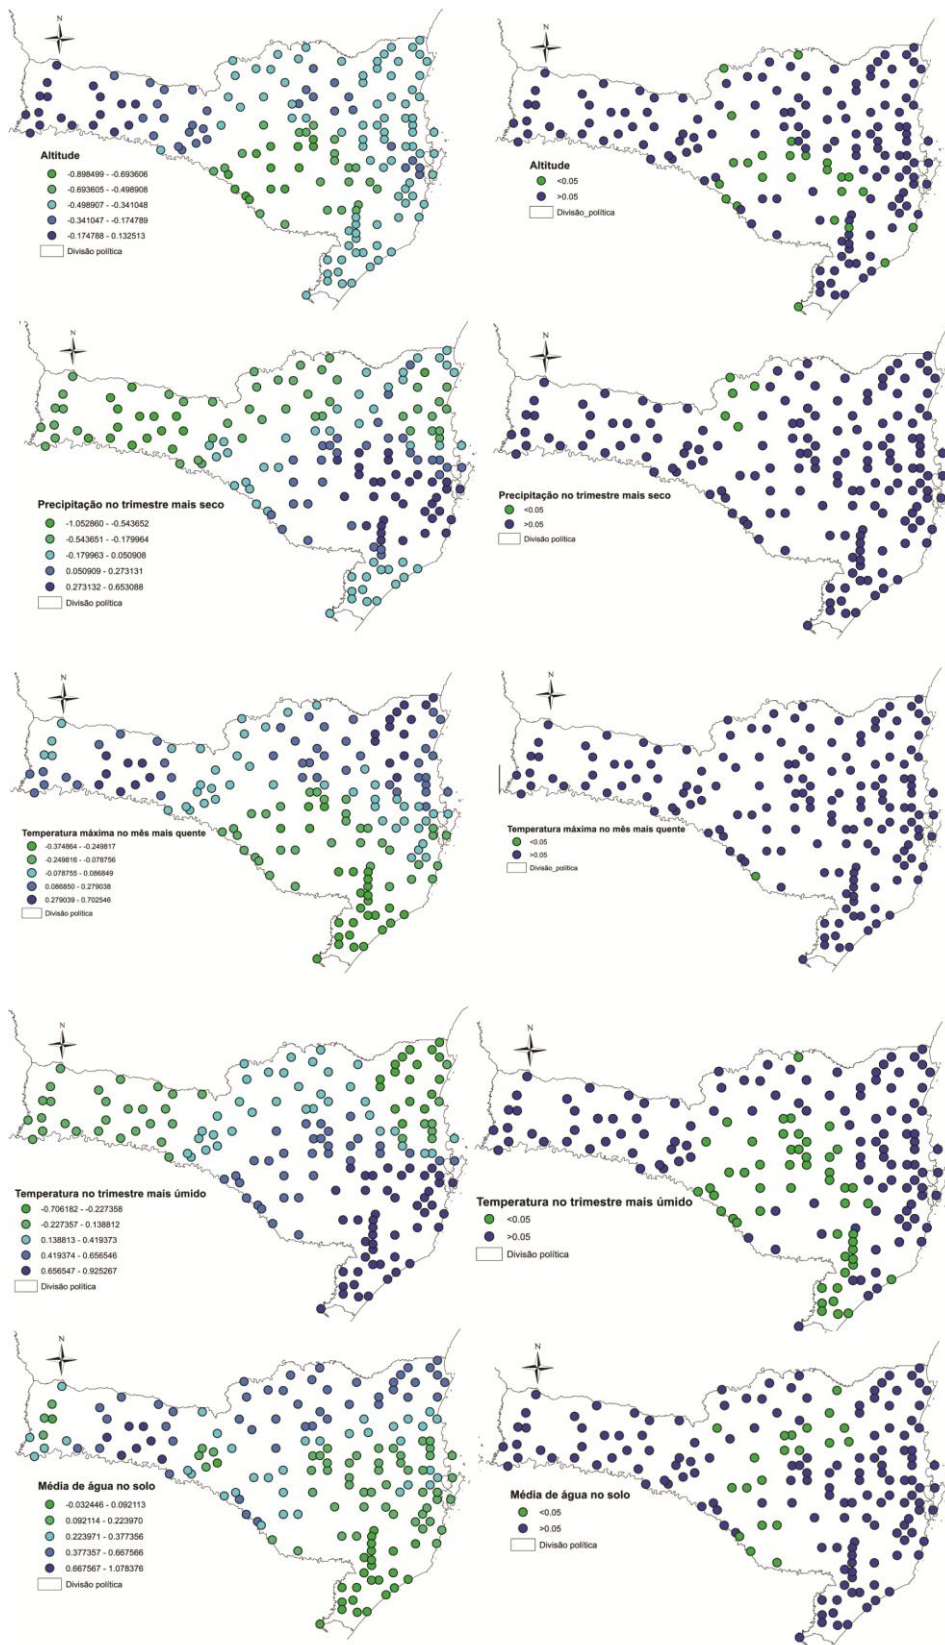 N
N
Altitude
-0.898499 - -0.693606
-0.693605 - -0.498908
-0.498907 - -0.341048
-0.341047 - -0.174789
-0.174788 - 0.132513
Divisão política
Altitude
<0.05
>0.05
Divisão_política
N
N
Precipitação no trimestre mais seco
-1.052860 - -0.543652
-0.543651 - -0.179964
-0.179963 - 0.050908
0.050909 - 0.273131
0.273132 - 0.653088
Divisão política
Precipitação no trimestre mais seco
<0.05
>0.05
Divisão política
N
N
Temperatura máxima no mês mais quente
-0.374864 - -0.249817
-0.249816 - -0.078756
-0.078755 - 0.086849
0.086850 - 0.279038
0.279039 - 0.702546
Divisão política
Temperatura máxima no mês mais quente
<0.05
>0.05
Divisão_política
N
N
Temperatura no trimestre mais úmido
-0.706182 - -0.227358
-0.227357 - 0.138812
0.138813 - 0.419373
0.419374 - 0.656546
0.656547 - 0.925267
Divisão política
Temperatura no trimestre mais úmido
<0.05
>0.05
Divisão política
N
N
Média de água no solo
-0.032446 - 0.092113
0.092114 - 0.223970
0.223971 - 0.377356
0.377357 - 0.667566
0.667567 - 1.078376
Divisão política
Média de água no solo
<0.05
>0.05
Divisão política